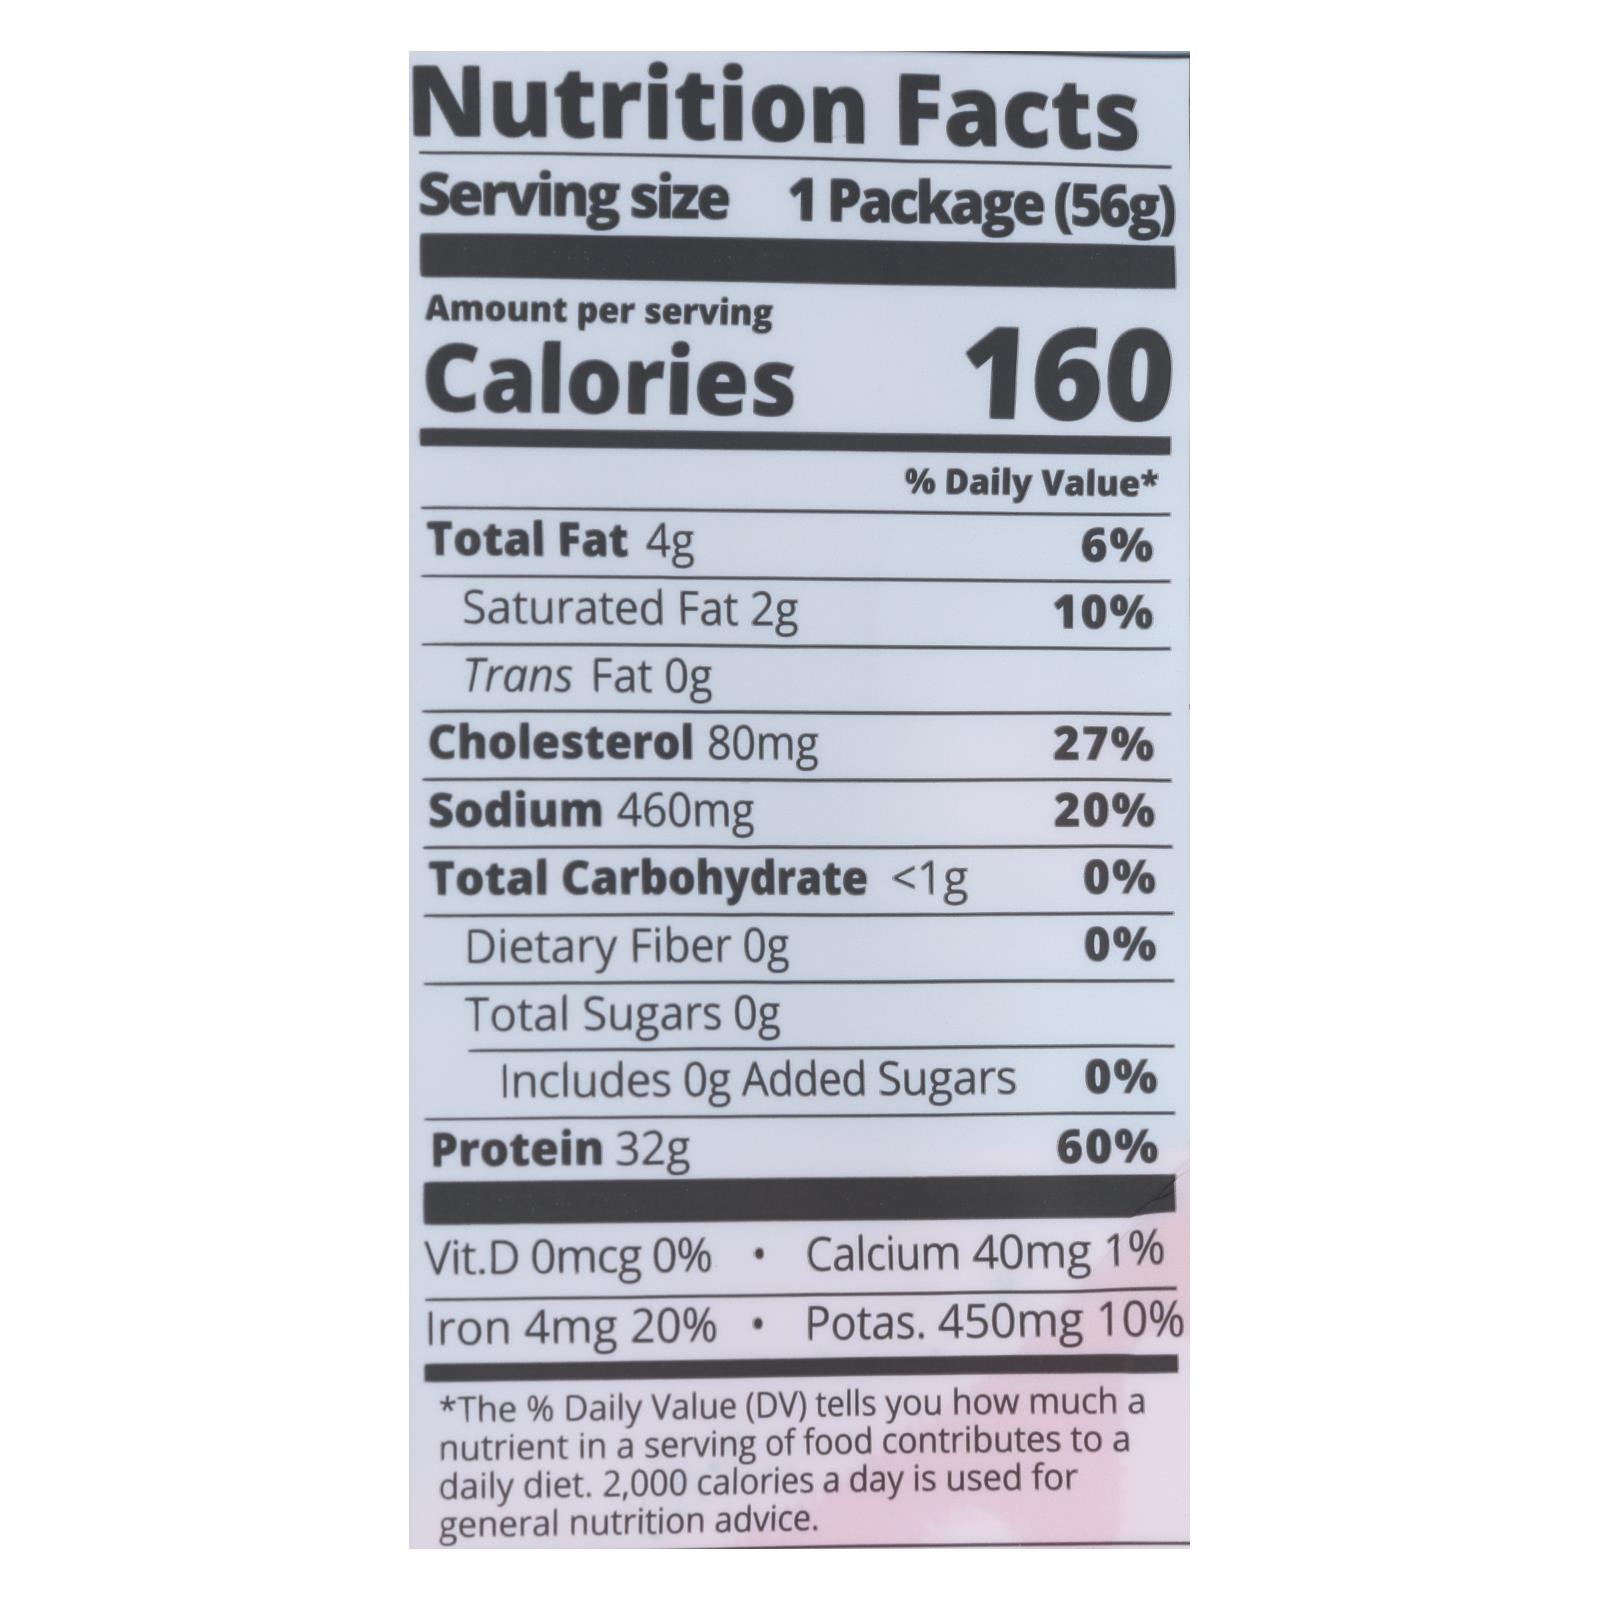 Nutrition Facts
Serving size 1 Package (56g)
Amount per serving
Calories 160
% Daily Value*
Total Fat 4g 6%
Saturated Fat 2g 10%
Trans Fat 0g
Cholesterol 80mg 27%
Sodium 460mg 20%
Total Carbohydrate <1g 0%
Dietary Fiber 0g 0%
Total Sugars 0g
Includes 0g Added Sugars 0%
Protein 32g 60%
Vit.D 0mcg 0% • Calcium 40mg 1%
Iron 4mg 20% • Potas. 450mg 10%
*The % Daily Value (DV) tells you how much a
nutrient in a serving of food contributes to a
daily diet. 2,000 calories a day is used for
general nutrition advice.